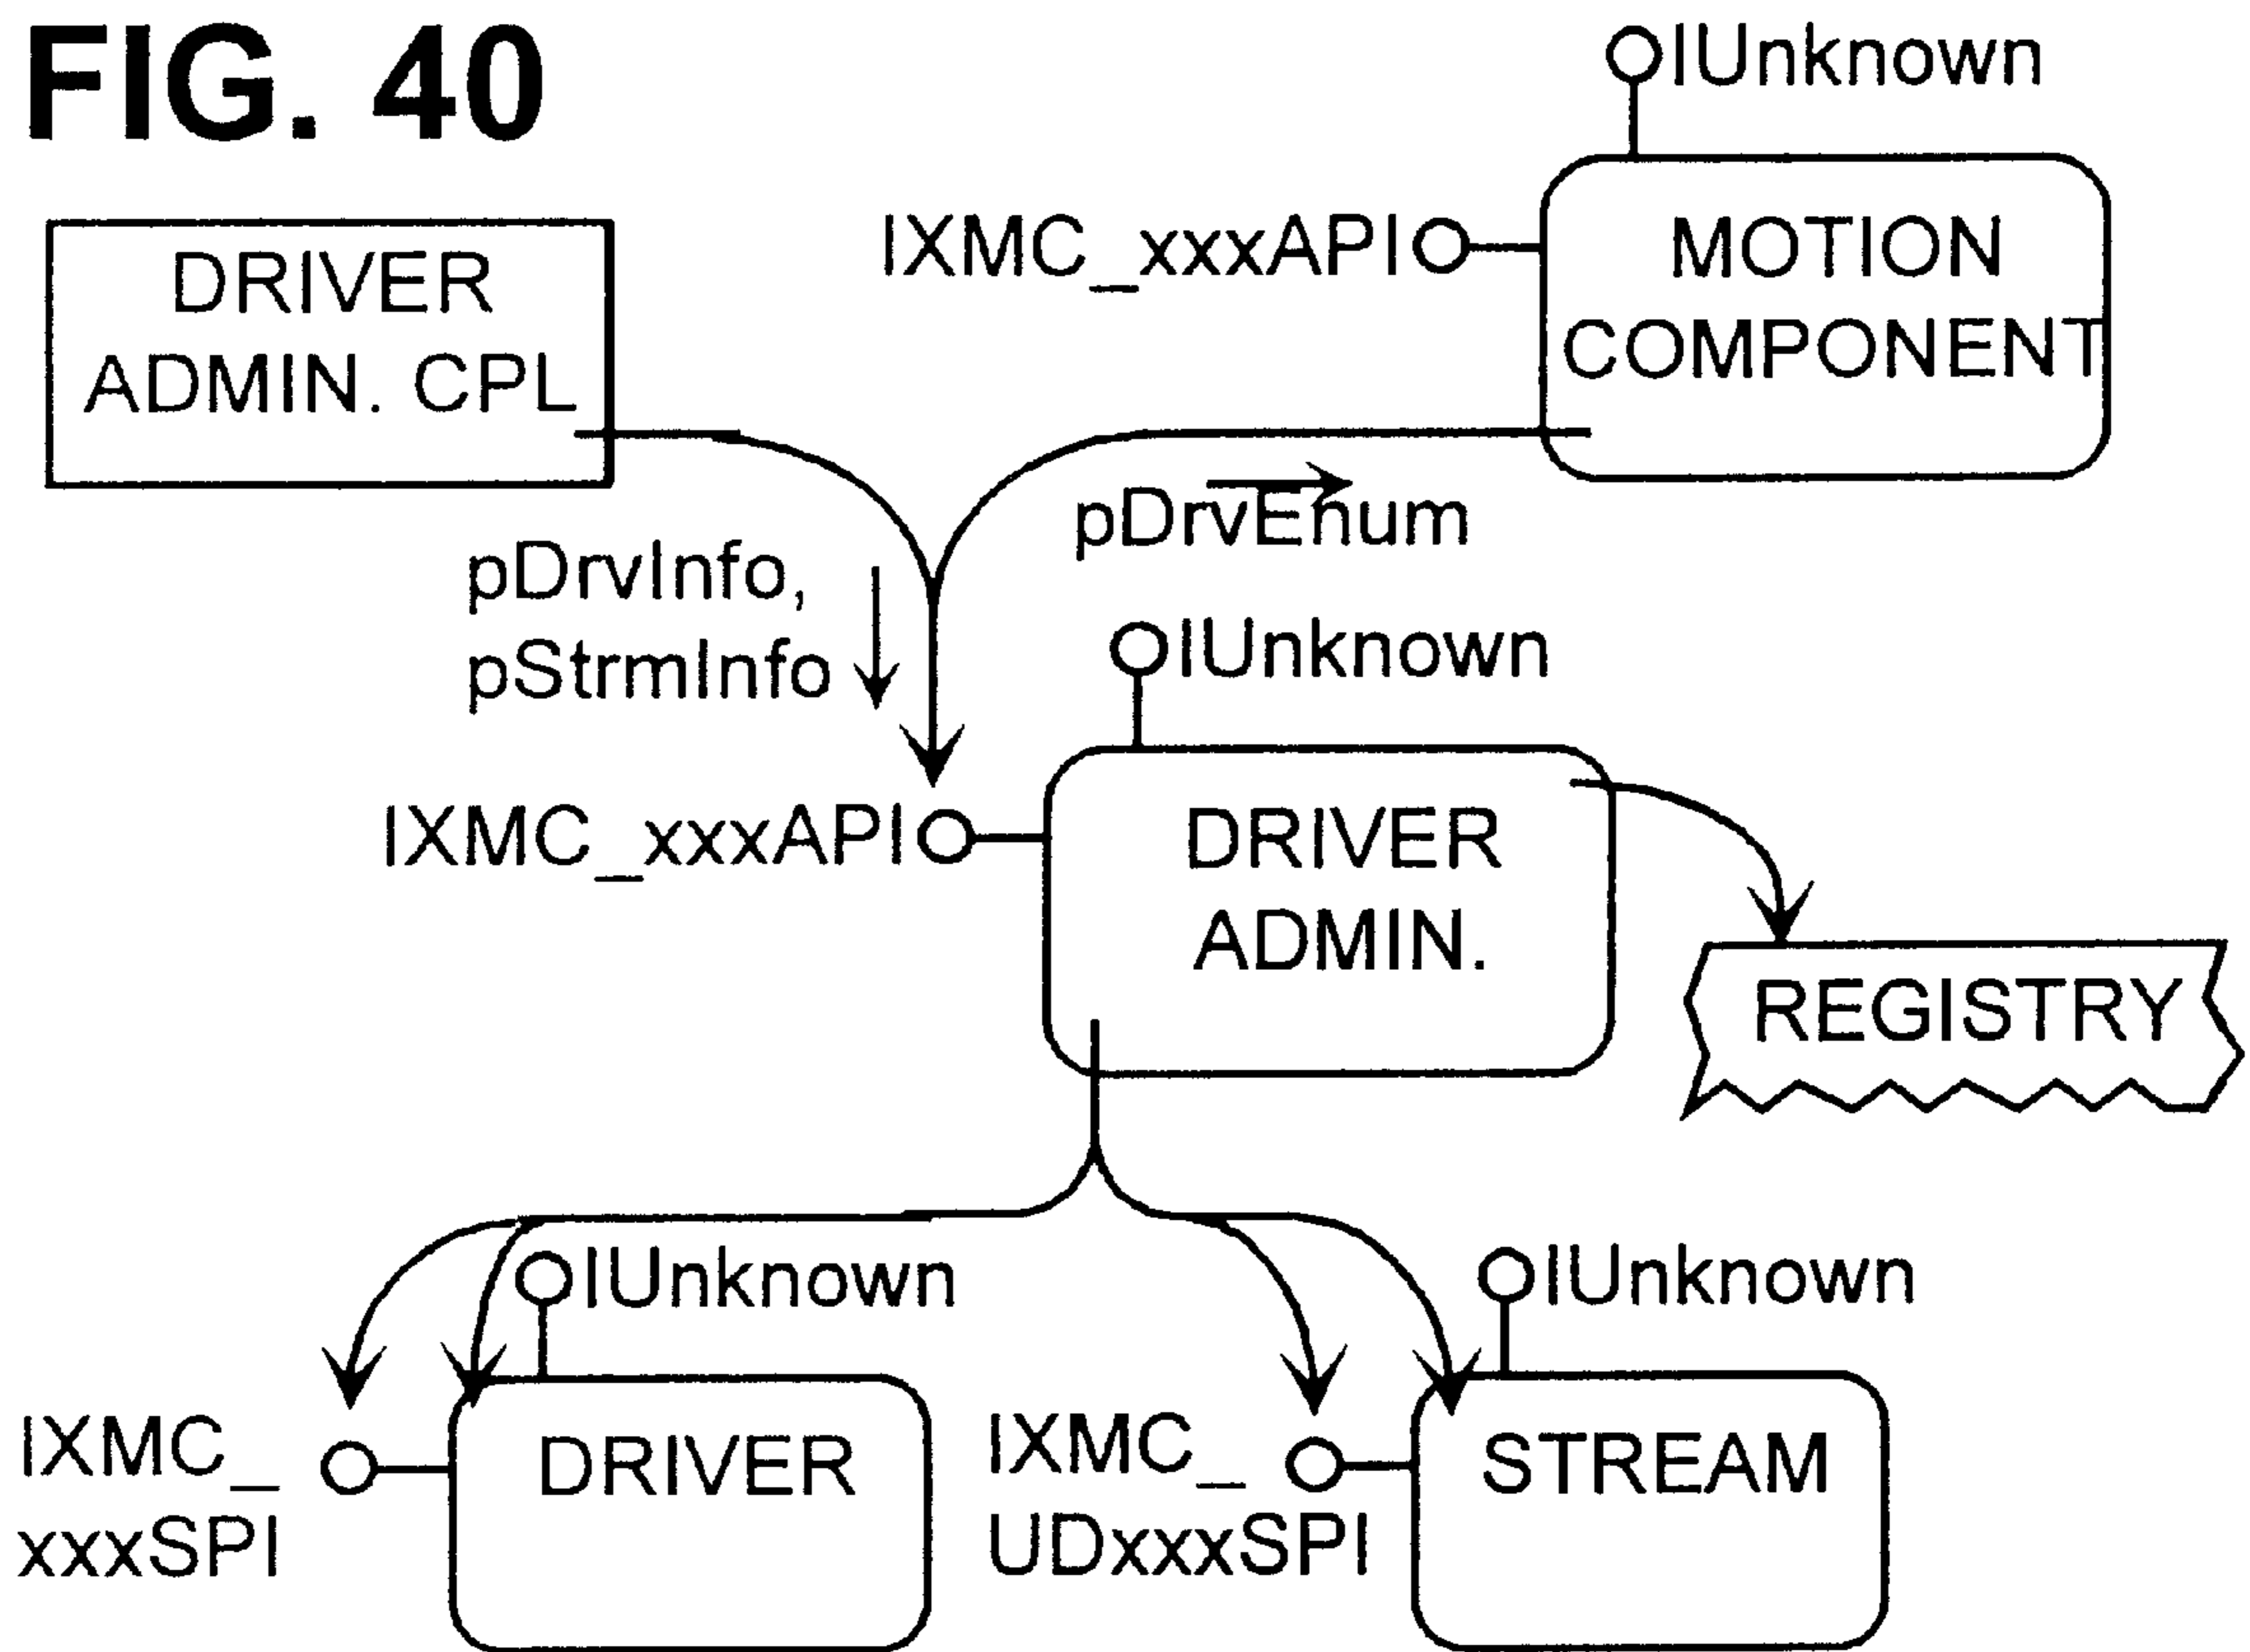 FIG. 40
IUnknown
DRIVER
ADMIN. CPL
IXMC_xxxAPI
MOTION
COMPONENT
pDrvEnum
pDrvInfo,
pStrmInfo
IUnknown
IXMC_xxxAPI
DRIVER
ADMIN.
REGISTRY
IUnknown
IUnknown
IXMC_
xxxSPI
DRIVER
IXMC_
UDxxxSPI
STREAM